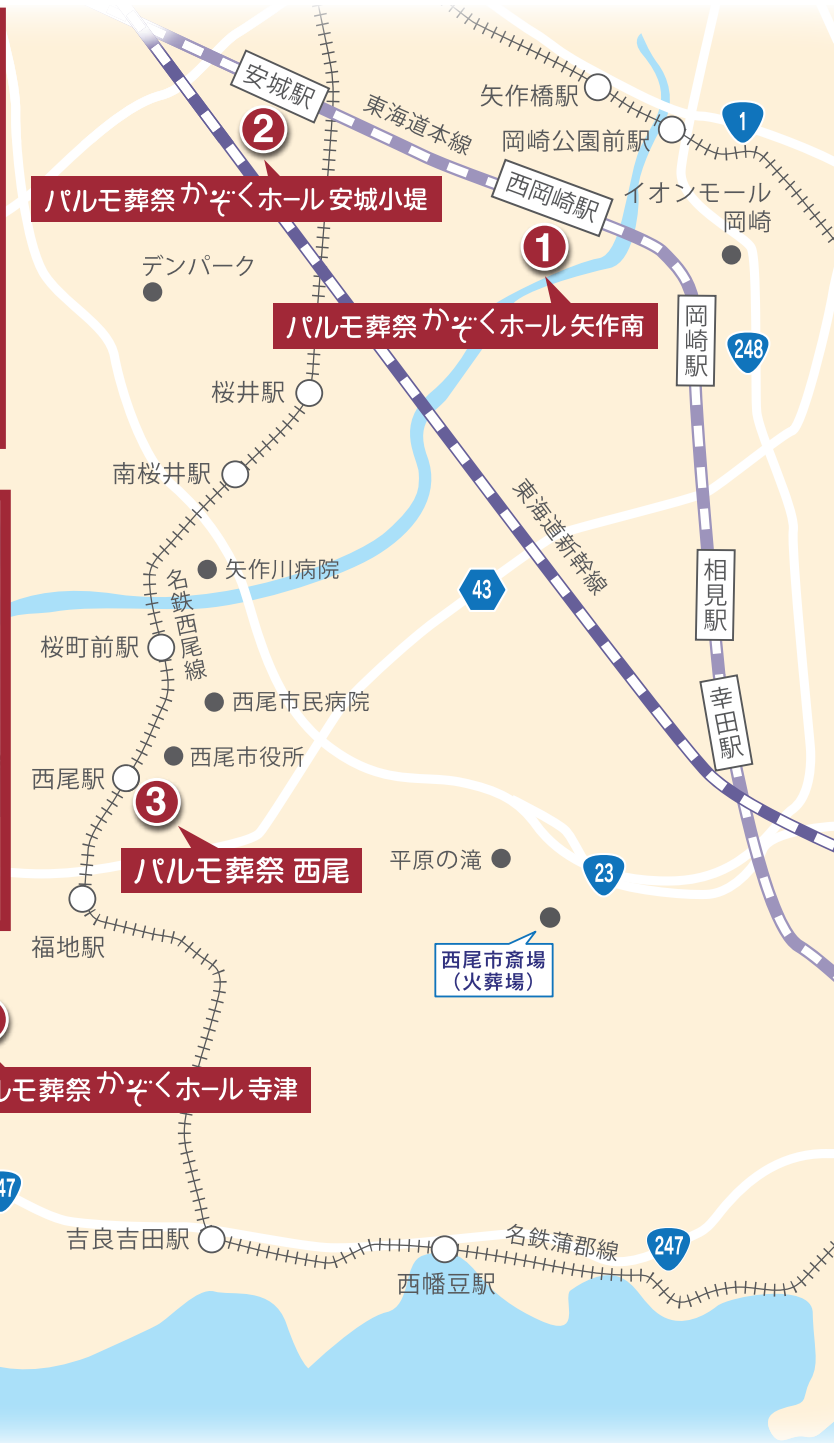 安城駅
2
東海道本線
矢作橋駅
岡崎公園前駅
1
パルモ葬祭 かぞくホール 安城小堤
西岡崎駅
イオンモール
岡崎
1
デンパーク
パルモ葬祭 かぞくホール 矢作南
岡崎駅
248
桜井駅
南桜井駅
東海道新幹線
矢作川病院
名鉄西尾線
43
相見駅
桜町前駅
西尾市民病院
幸田駅
西尾市役所
西尾駅
3
パルモ葬祭 西尾
平原の滝
23
福地駅
西尾市斎場
（火葬場）
ルモ葬祭 かぞくホール 寺津
47
吉良吉田駅
名鉄蒲郡線
247
西幡豆駅